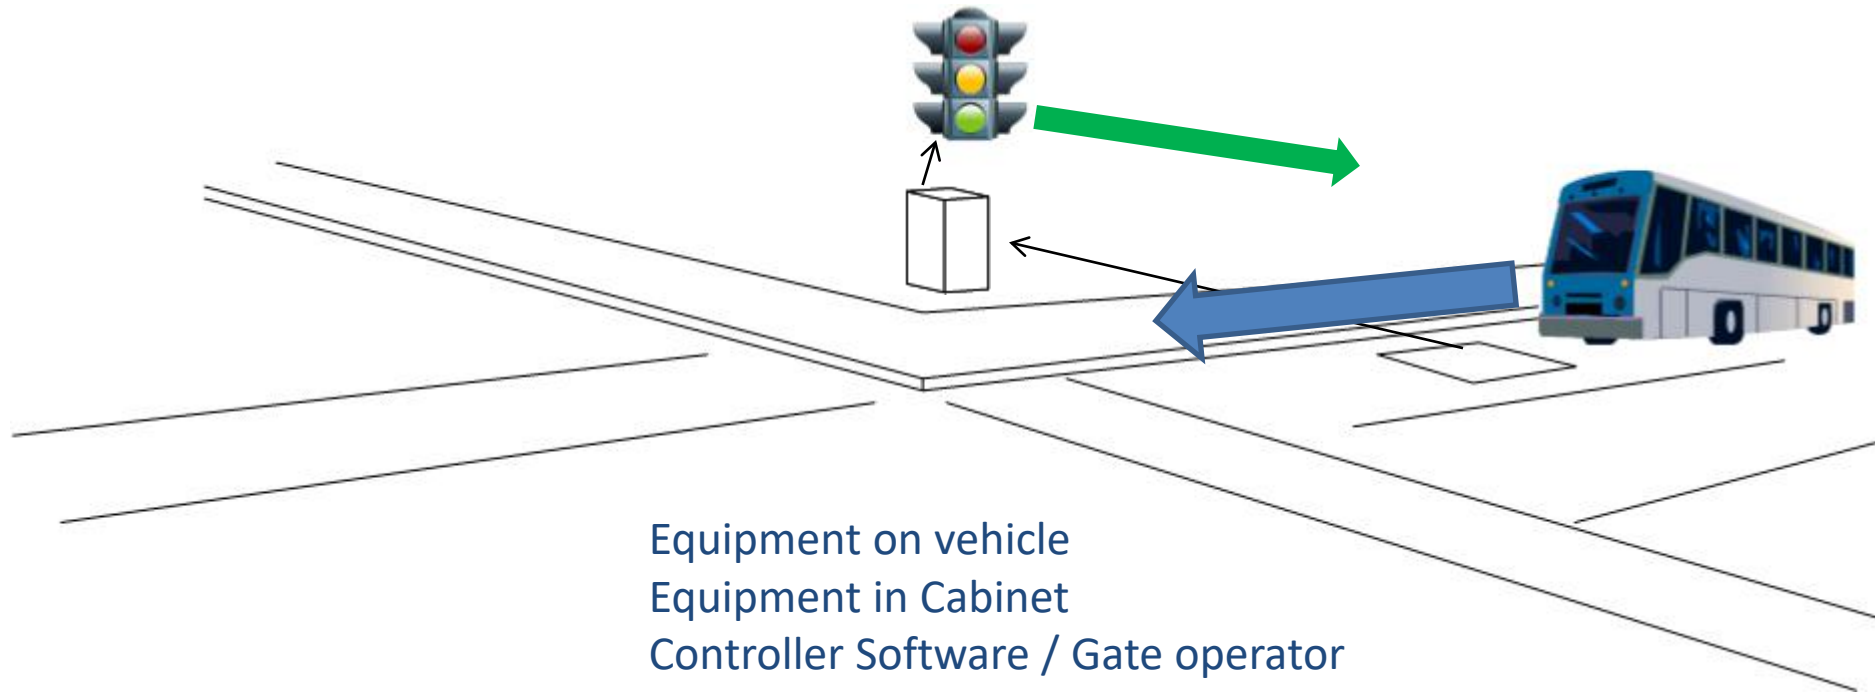 Equipment on vehicle
Equipment in Cabinet
Controller Software / Gate operator